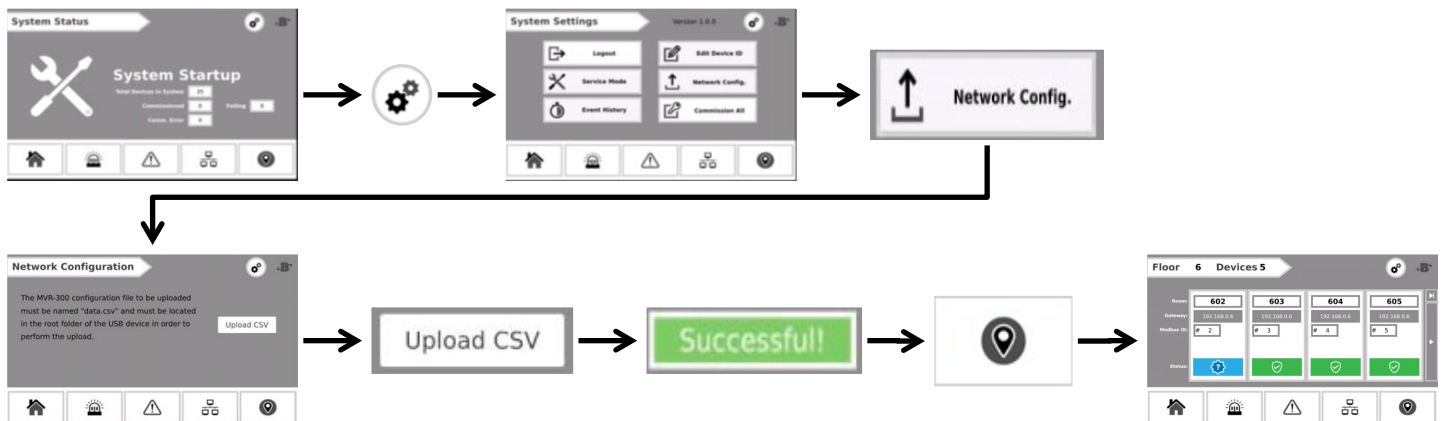 System Status
·B·
System Startup
Total Devices in System 25
Commissioned 0 Polling 0
Comm. Error 0
System Settings Version 1.0.0
·B·
Logout Edit Device ID
Service Mode Network Config.
Event History Commission All
Network Config.
Network Configuration
·B·
The MVR-300 configuration file to be uploaded
must be named "data.csv" and must be located
in the root folder of the USB device in order to
perform the upload.
Upload CSV
Upload CSV
Successful!
Floor 6 Devices 5
·B·
Name: 602 603 604 605
Gateway: 192.168.0.6 192.168.0.6 192.168.0.6 192.168.0.6
Modbus ID: # 2 # 3 # 4 # 5
Status: